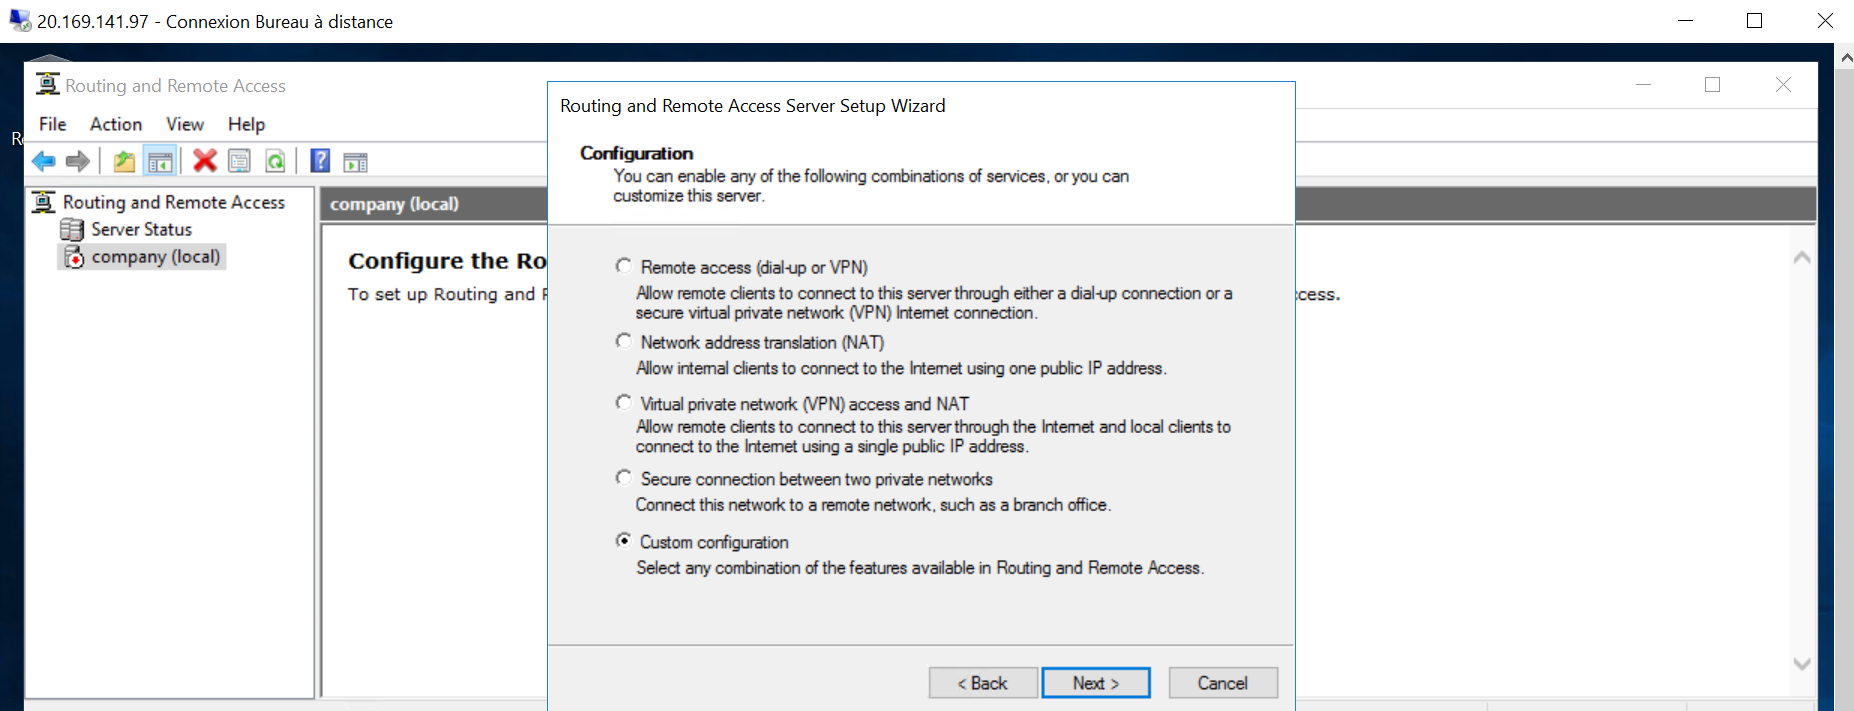 20.169.141.97 - Connexion Bureau à distance
Routing and Remote Access
File Action View Help
Routing and Remote Access
Server Status
company (local)
company (local)
Configure the Ro
To set up Routing and
ccess.
Routing and Remote Access Server Setup Wizard
Configuration
You can enable any of the following combinations of services, or you can
customize this server.
Remote access (dial-up or VPN)
Allow remote clients to connect to this server through either a dial-up connection or a
secure virtual private network (VPN) Internet connection.
Network address translation (NAT)
Allow internal clients to connect to the Internet using one public IP address.
Virtual private network (VPN) access and NAT
Allow remote clients to connect to this server through the Internet and local clients to
connect to the Internet using a single public IP address.
Secure connection between two private networks
Connect this network to a remote network, such as a branch office.
Custom configuration
Select any combination of the features available in Routing and Remote Access.
< Back Next > Cancel